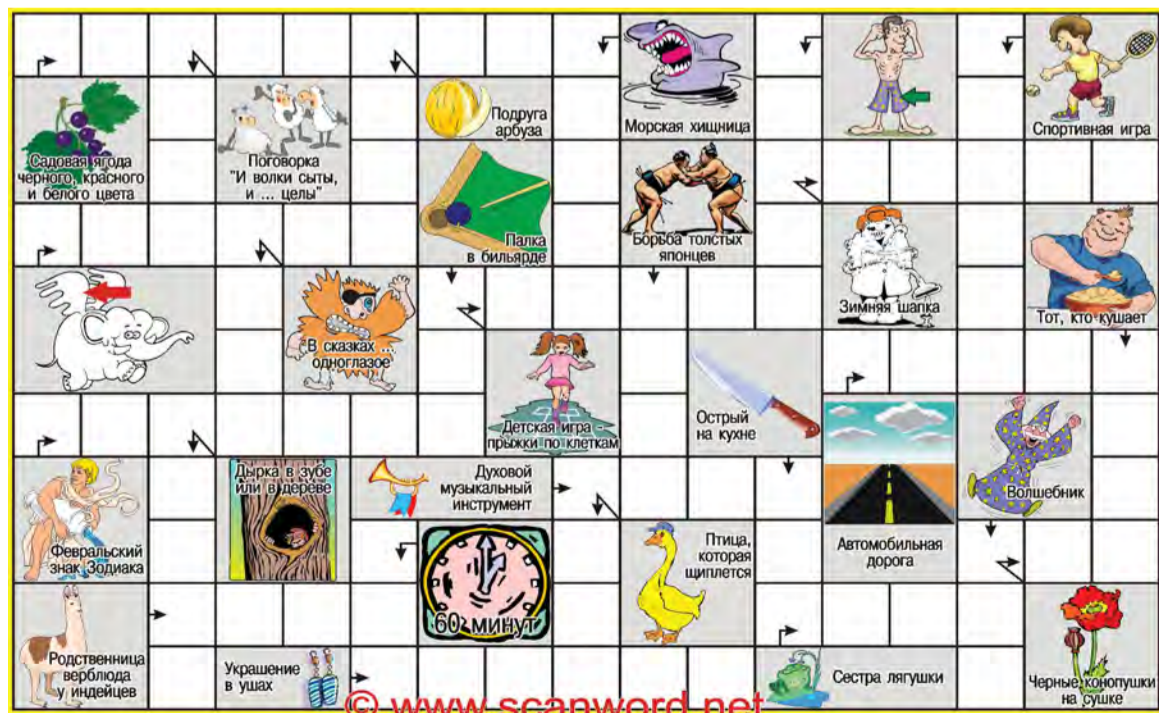 Подруга
арбуза
Морская хищница
Спортивная игра
Садовая ягода
черного, красного
и белого цвета
Поговорка
"И волки сыты,
и ... целы"
Палка
в бильярде
Борьба толстых
японцев
Зимняя шапка
Тот, кто кушает
В сказках ...
одноглазое
Детская игра -
прыжки по клеткам
Острый
на кухне
Дырка в зубе
или в дереве
Духовой
музыкальный
инструмент
Волшебник
Февральский
знак Зодиака
Птица,
которая
щиплется
Автомобильная
дорога
60 минут
Родственница
верблюда
у индейцев
Украшение
в ушах
Сестра лягушки
Черные конопушки
на сушке
© www.scanword.net